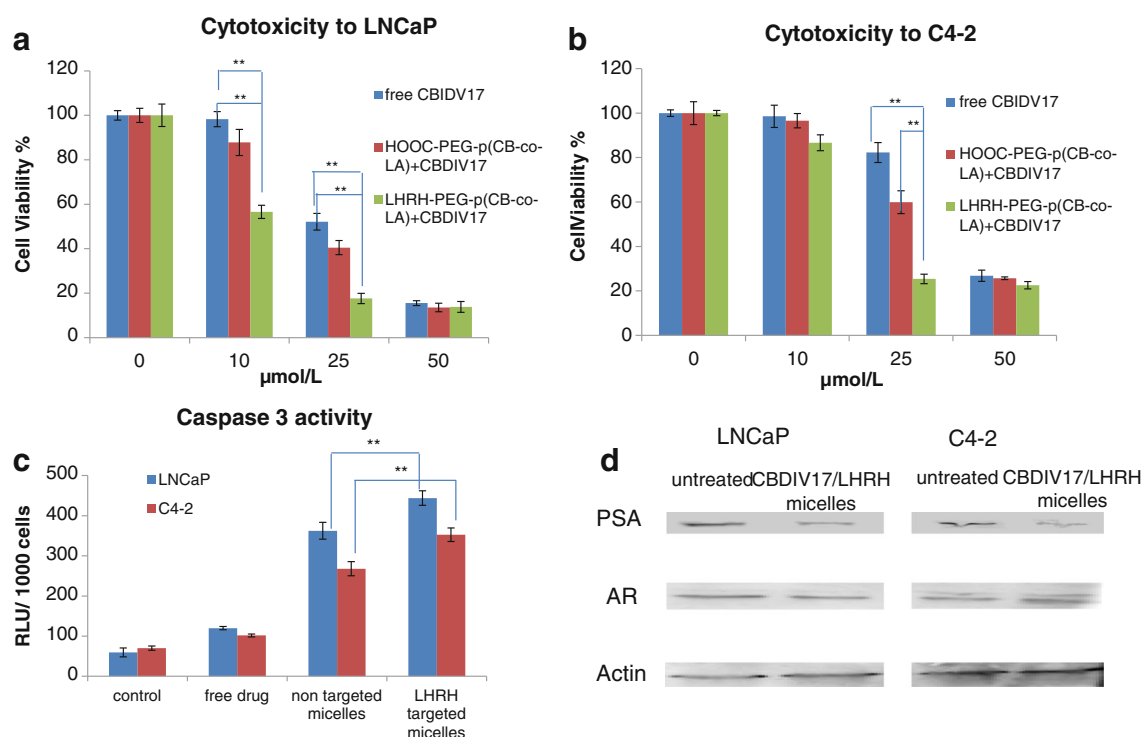 a
Cytotoxicity to LNCaP
120
100
80
60
40
20
0
Cell Viability %
**
**
**
**
free CBIDV17
HOOC-PEG-p(CB-co-
LA)+CBDIV17
LHRH-PEG-p(CB-co-
LA)+CBDIV17
0 10 25 50
µmol/L
b
Cytotoxicity to C4-2
120
100
80
60
40
20
0
CelViability %
**
**
free CBIDV17
HOOC-PEG-p(CB-co-
LA)+CBDIV17
LHRH-PEG-p(CB-co-
LA)+CBDIV17
0 10 25 50
µmol/L
Caspase 3 activity
c
500
400
300
200
100
0
RLU/ 1000 cells
LNCaP
C4-2
**
**
control
free drug
non targeted
micelles
LHRH
targeted
micelles
d
LNCaP
C4-2
untreated CBDIV17/LHRH
micelles
untreated CBDIV17/LHRH
micelles
PSA
AR
Actin